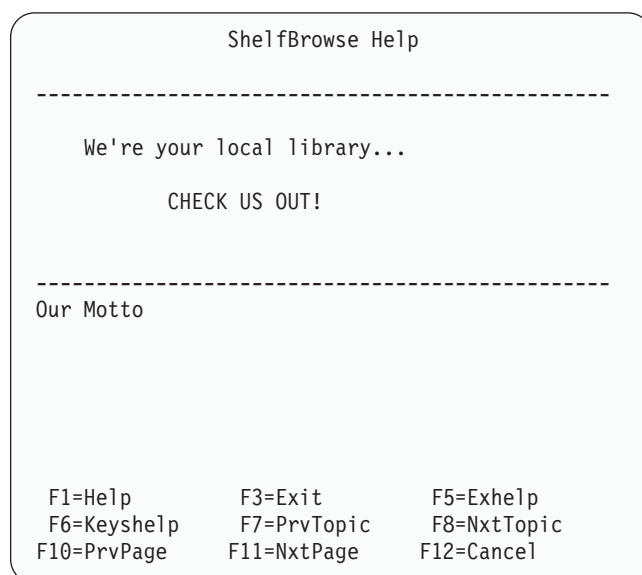 ShelfBrowse Help
------------------------------------------------
We're your local library...
CHECK US OUT!
------------------------------------------------
Our Motto
F1=Help F3=Exit F5=Exhelp
F6=Keyshelp F7=PrvTopic F8=NxtTopic
F10=PrvPage F11=NxtPage F12=Cancel